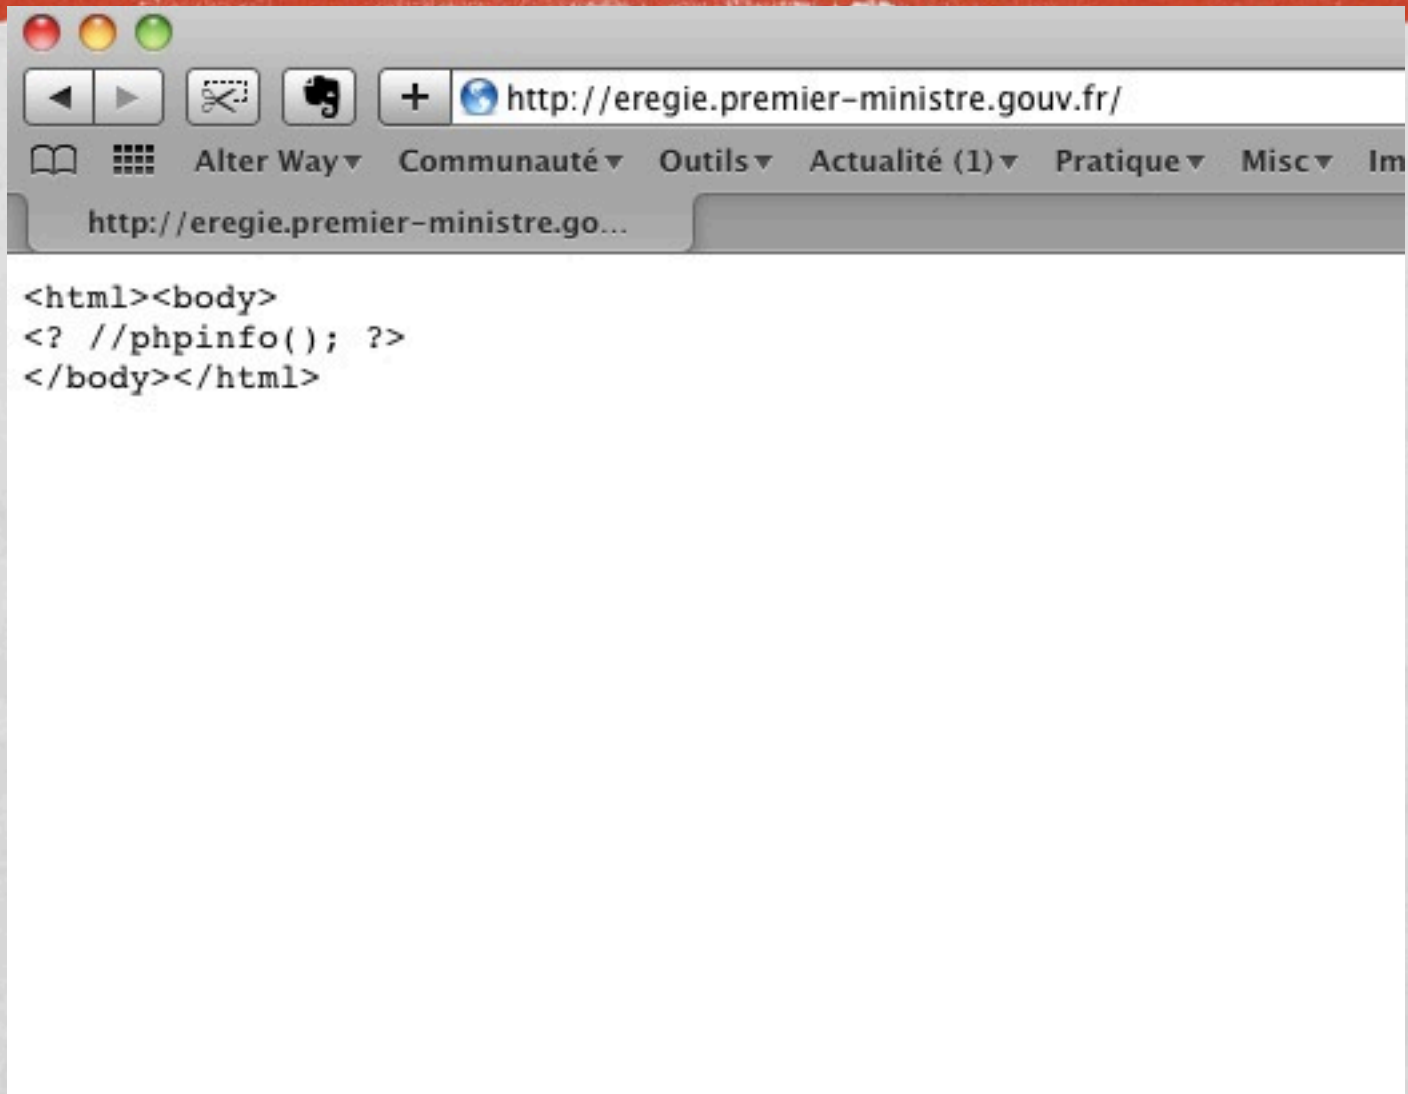 http://eregie.premier-ministre.gouv.fr/
Alter Way Communauté Outils Actualité (1) Pratique Misc Im
http://eregie.premier-ministre.go...
<html><body>
<? //phpinfo(); ?>
</body></html>